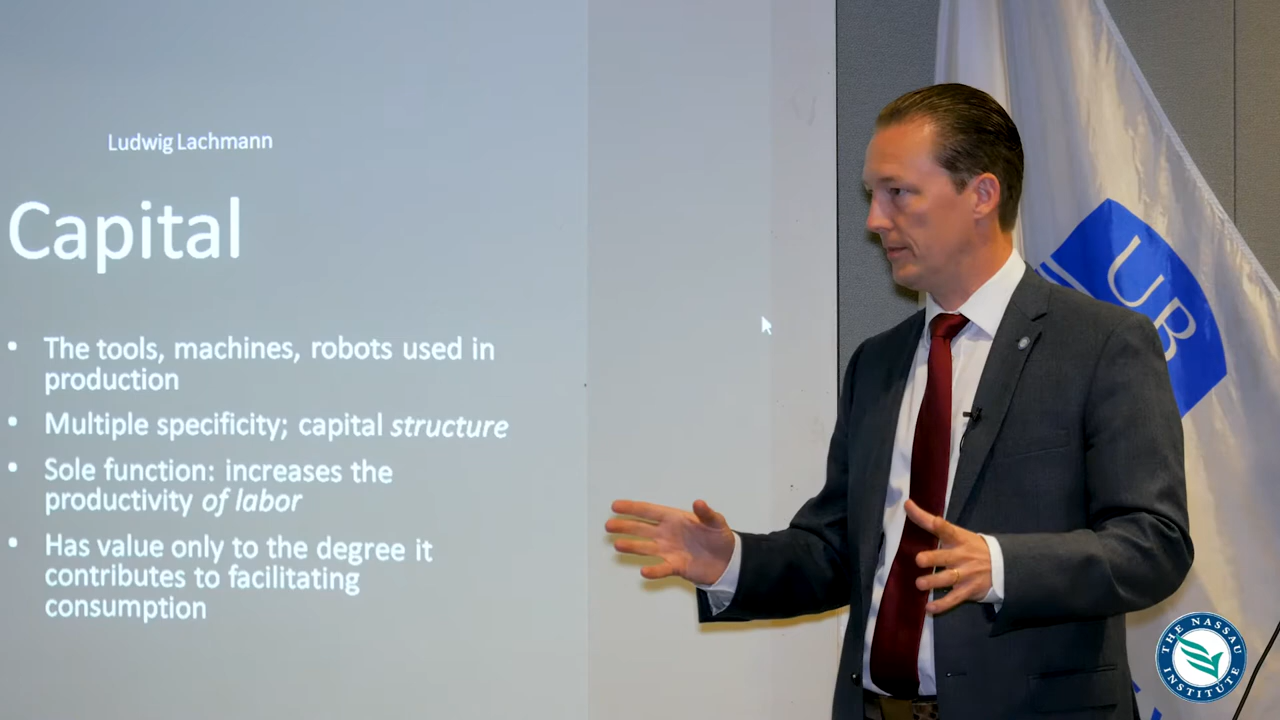 Ludwig Lachmann
Capital
• The tools, machines, robots used in
production
• Multiple specificity; capital structure
• Sole function: increases the
productivity of labor
• Has value only to the degree it
contributes to facilitating
consumption
UB
THE NASSAU
INSTITUTE